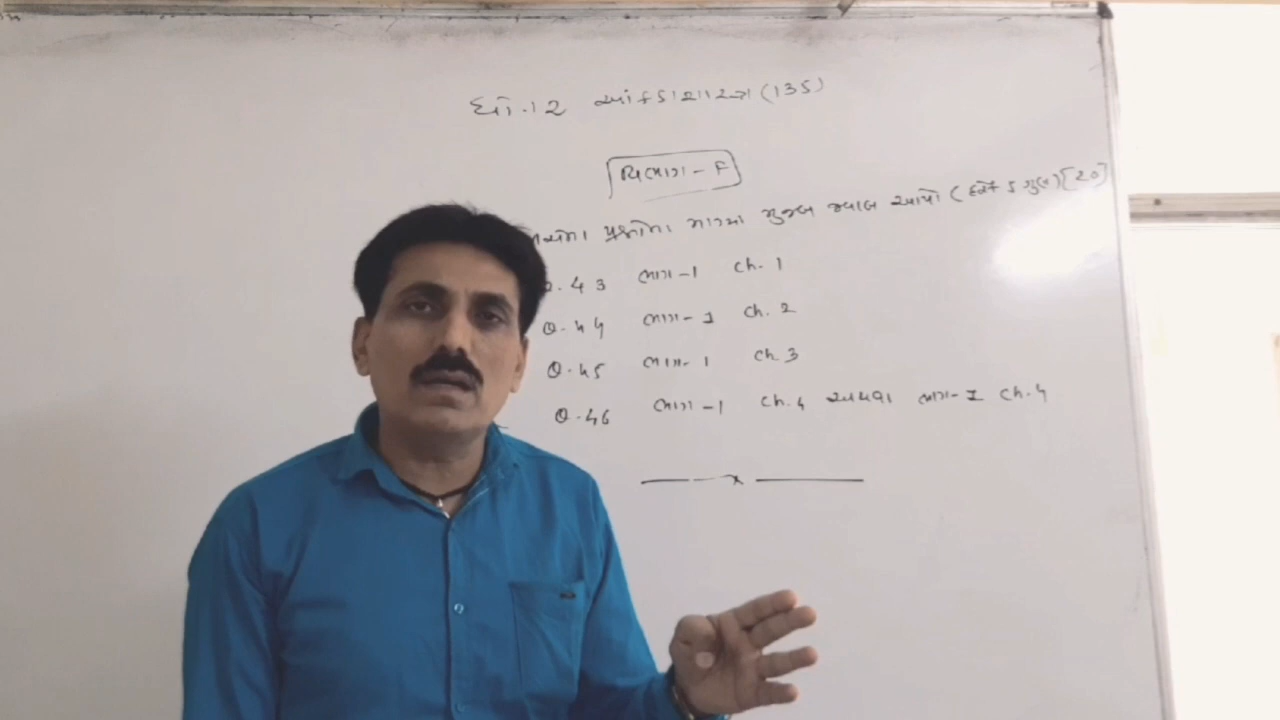 ધો.12 આંકડાશાસ્ત્ર (135)
વિભાગ - F
પ્રશ્નોના માગ્યા મુજબ જવાબ આપો (દરેક 5 ગુણ) [20]
Q.43 ભાગ-1 ch. 1
Q.44 ભાગ-1 ch. 2
Q.45 ભાગ-1 ch. 3
Q.46 ભાગ-1 ch. 4 અથવા ભાગ-2 ch. 4